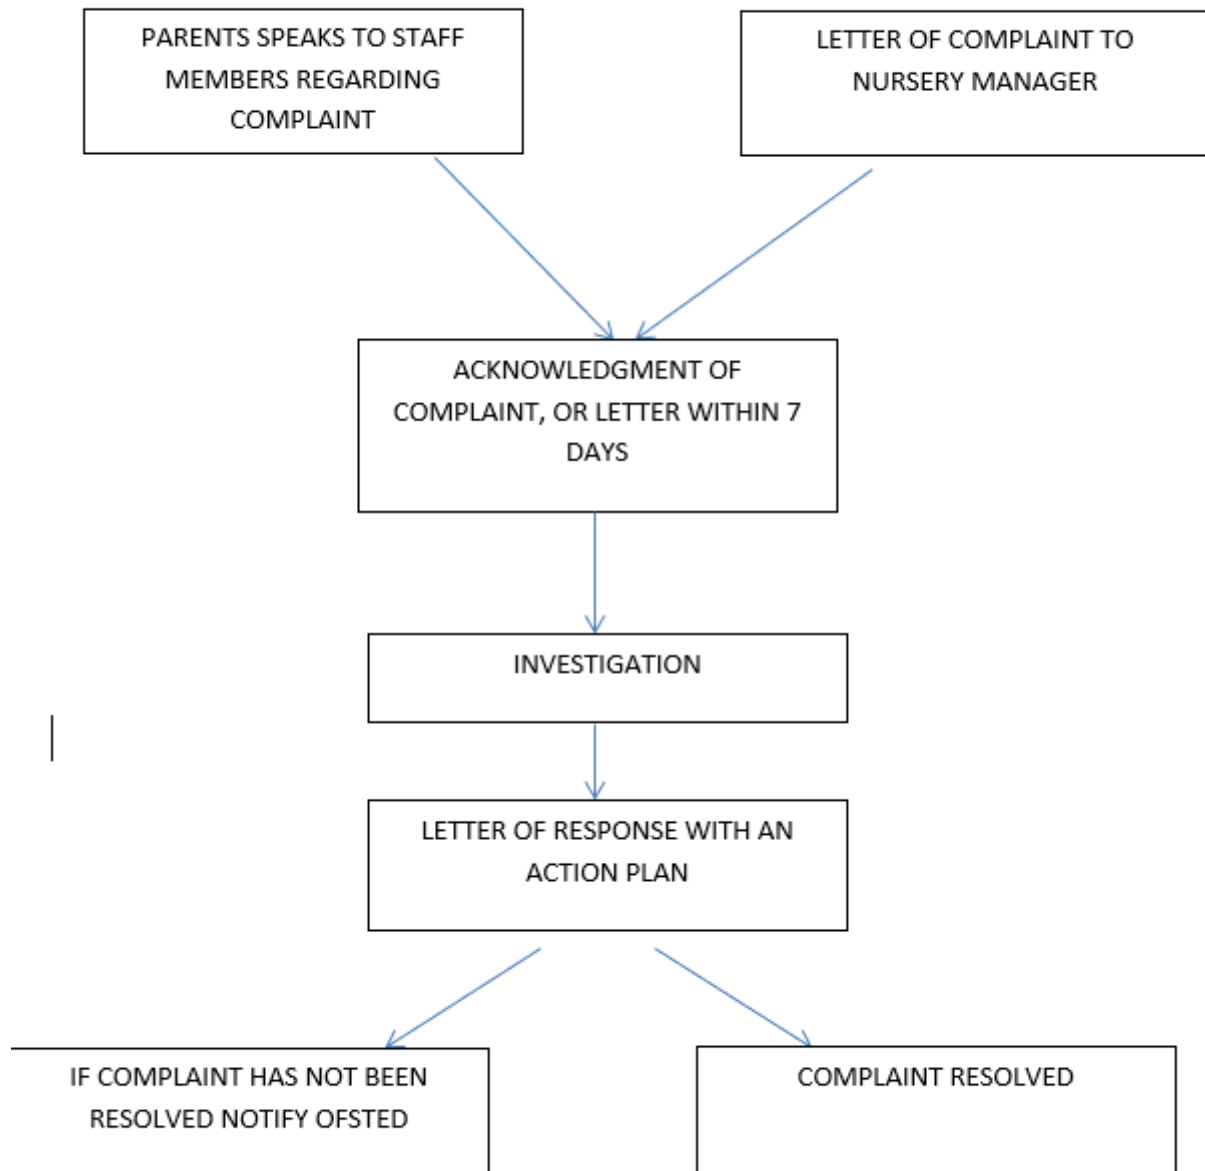 PARENTS SPEAKS TO STAFF
MEMBERS REGARDING
COMPLAINT
LETTER OF COMPLAINT TO
NURSERY MANAGER
ACKNOWLEDGMENT OF
COMPLAINT, OR LETTER WITHIN 7
DAYS
INVESTIGATION
LETTER OF RESPONSE WITH AN
ACTION PLAN
IF COMPLAINT HAS NOT BEEN
RESOLVED NOTIFY OFSTED
COMPLAINT RESOLVED